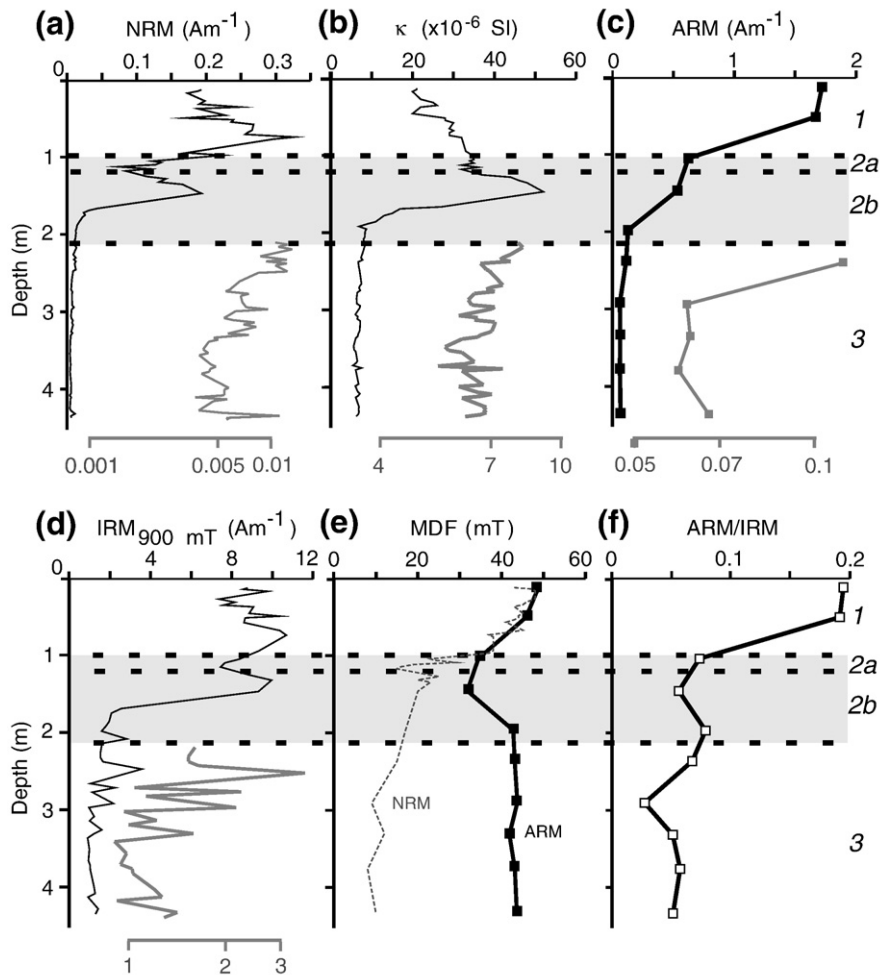 (a) NRM (Am-1)
0 0.1 0.2 0.3
(b) κ (x10-6 SI)
0 20 40 60
(c) ARM (Am-1)
0 1 2
Depth (m)
1
2
3
4
1
2a
2b
3
0.001 0.005 0.01
4 7 10
0.05 0.07 0.1
(d) IRM900 mT (Am-1)
0 4 8 12
(e) MDF (mT)
0 20 40 60
(f) ARM/IRM
0 0.1 0.2
Depth (m)
1
2
3
4
NRM
ARM
1
2a
2b
3
1 2 3